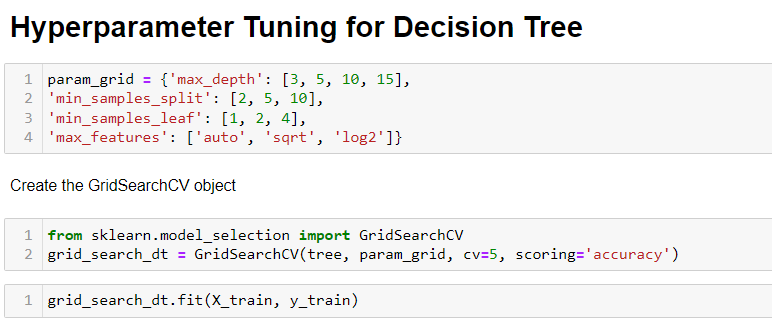 Hyperparameter Tuning for Decision Tree
1 param_grid = {'max_depth': [3, 5, 10, 15],
2 'min_samples_split': [2, 5, 10],
3 'min_samples_leaf': [1, 2, 4],
4 'max_features': ['auto', 'sqrt', 'log2']}
Create the GridSearchCV object
1 from sklearn.model_selection import GridSearchCV
2 grid_search_dt = GridSearchCV(tree, param_grid, cv=5, scoring='accuracy')
1 grid_search_dt.fit(X_train, y_train)